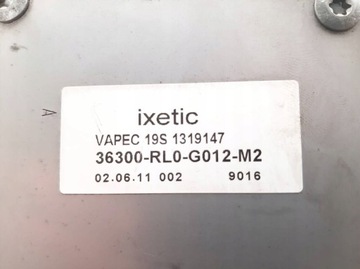 ixetic
VAPEC 19S 1319147
36300-RL0-G012-M2
02.06.11 002 9016
A